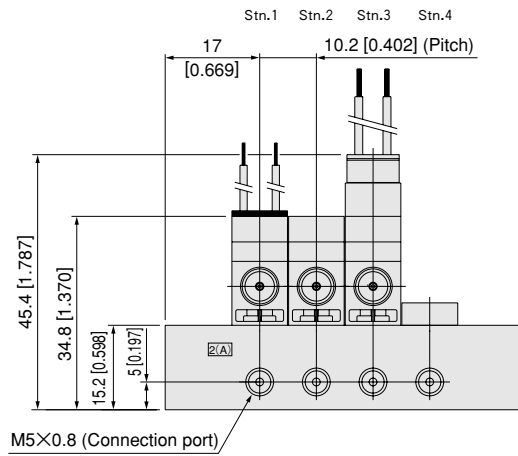 Stn.1 Stn.2 Stn.3 Stn.4
17
[0.669]
10.2 [0.402] (Pitch)
45.4 [1.787]
34.8 [1.370]
15.2 [0.598]
5 [0.197]
2(A)
M5×0.8 (Connection port)